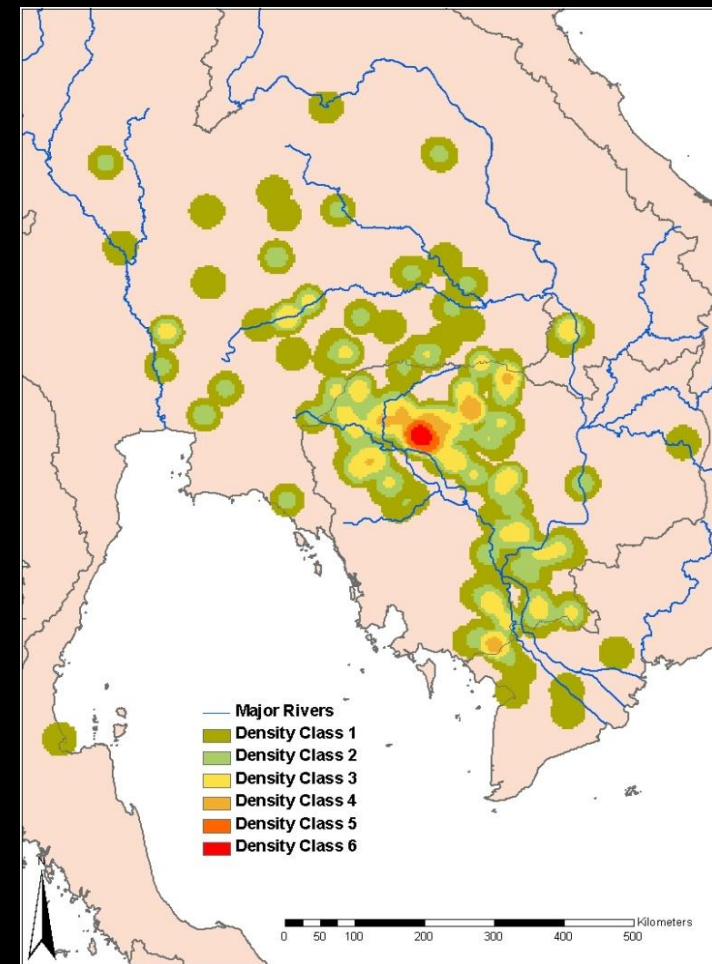 Major Rivers
Density Class 1
Density Class 2
Density Class 3
Density Class 4
Density Class 5
Density Class 6
N
Kilometers
0 50 100 200 300 400 500